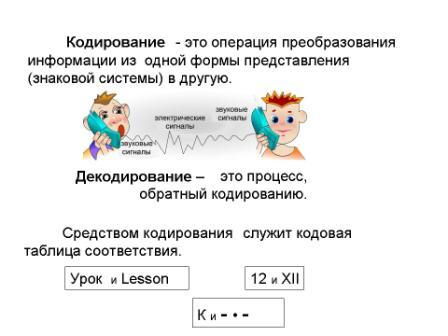 Кодирование - это операция преобразования
информации из одной формы представления
(знаковой системы) в другую.
звуковые
сигналы
электрические
сигналы
звуковые
сигналы
Декодирование – это процесс,
обратный кодированию.
Средством кодирования служит кодовая
таблица соответствия.
Урок и Lesson
12 и XII
К и - • -